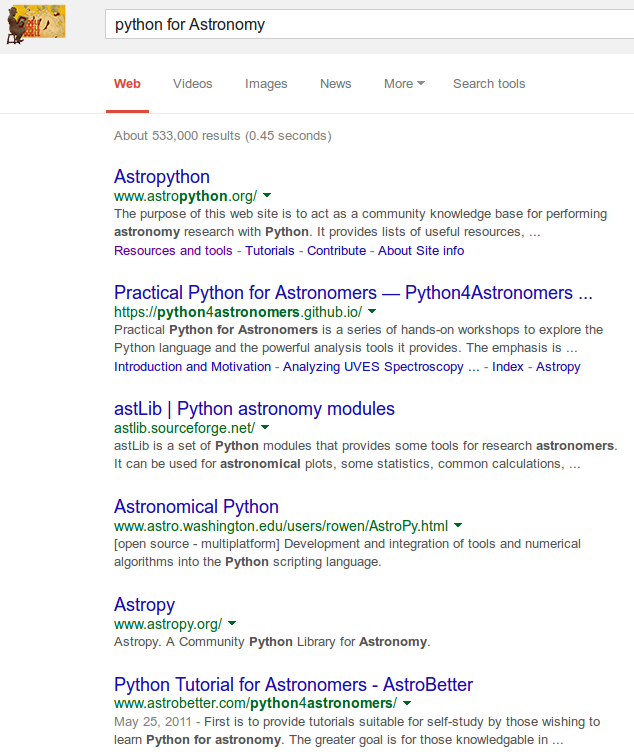 python for Astronomy
Web Videos Images News More Search tools
About 533,000 results (0.45 seconds)
Astropython
www.astropython.org/
The purpose of this web site is to act as a community knowledge base for performing
astronomy research with Python. It provides lists of useful resources, ...
Resources and tools - Tutorials - Contribute - About Site info
Practical Python for Astronomers — Python4Astronomers ...
https://python4astronomers.github.io/
Practical Python for Astronomers is a series of hands-on workshops to explore the
Python language and the powerful analysis tools it provides. The emphasis is ...
Introduction and Motivation - Analyzing UVES Spectroscopy ... - Index - Astropy
astLib | Python astronomy modules
astlib.sourceforge.net/
astLib is a set of Python modules that provides some tools for research astronomers.
It can be used for astronomical plots, some statistics, common calculations, ...
Astronomical Python
www.astro.washington.edu/users/rowen/AstroPy.html
[open source - multiplatform] Development and integration of tools and numerical
algorithms into the Python scripting language.
Astropy
www.astropy.org/
Astropy. A Community Python Library for Astronomy.
Python Tutorial for Astronomers - AstroBetter
www.astrobetter.com/python4astronomers/
May 25, 2011 - First is to provide tutorials suitable for self-study by those wishing to
learn Python for astronomy. The greater goal is for those knowledgable in ...